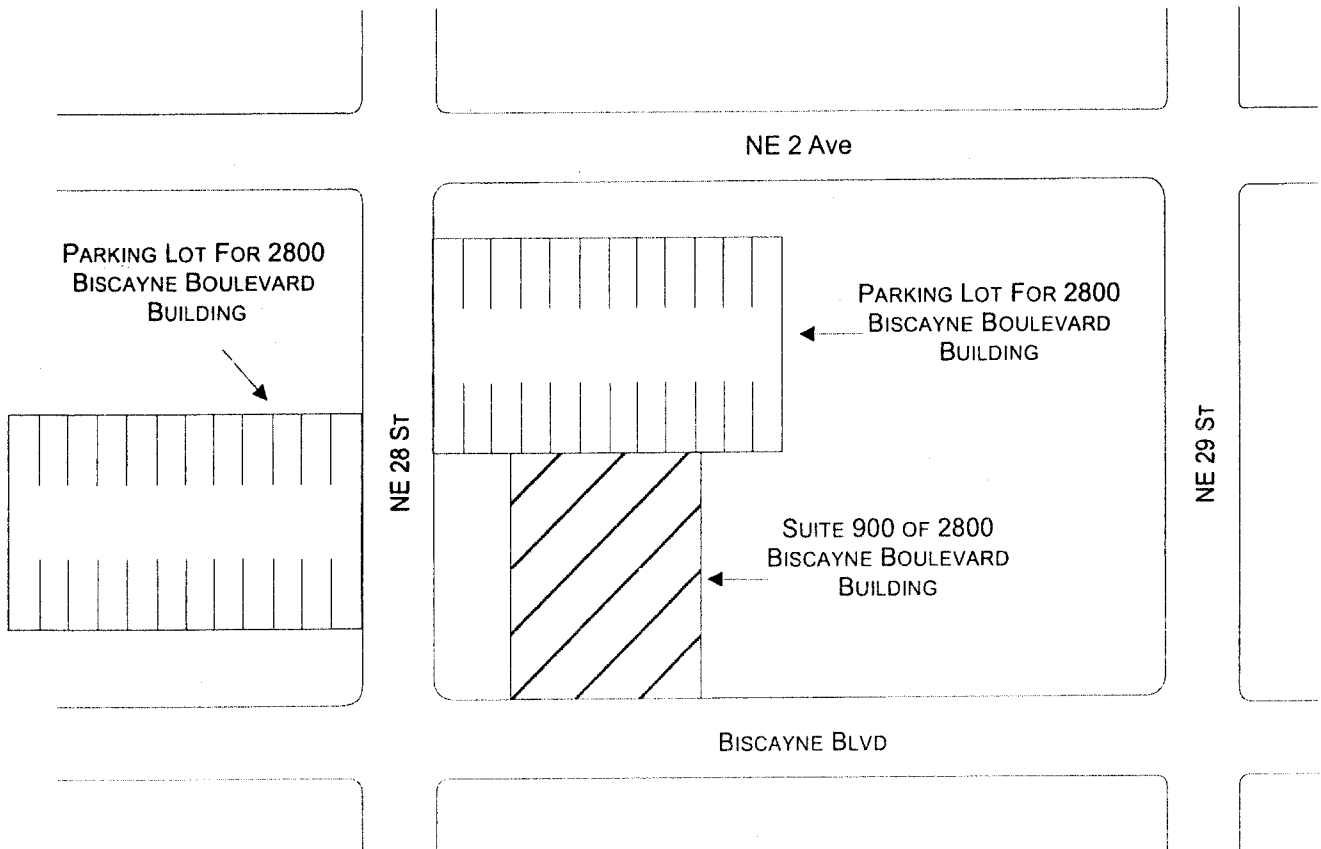 NE 2 Ave
PARKING LOT FOR 2800
BISCAYNE BOULEVARD
BUILDING
PARKING LOT FOR 2800
BISCAYNE BOULEVARD
BUILDING
NE 28 ST
NE 29 ST
SUITE 900 OF 2800
BISCAYNE BOULEVARD
BUILDING
BISCAYNE BLVD